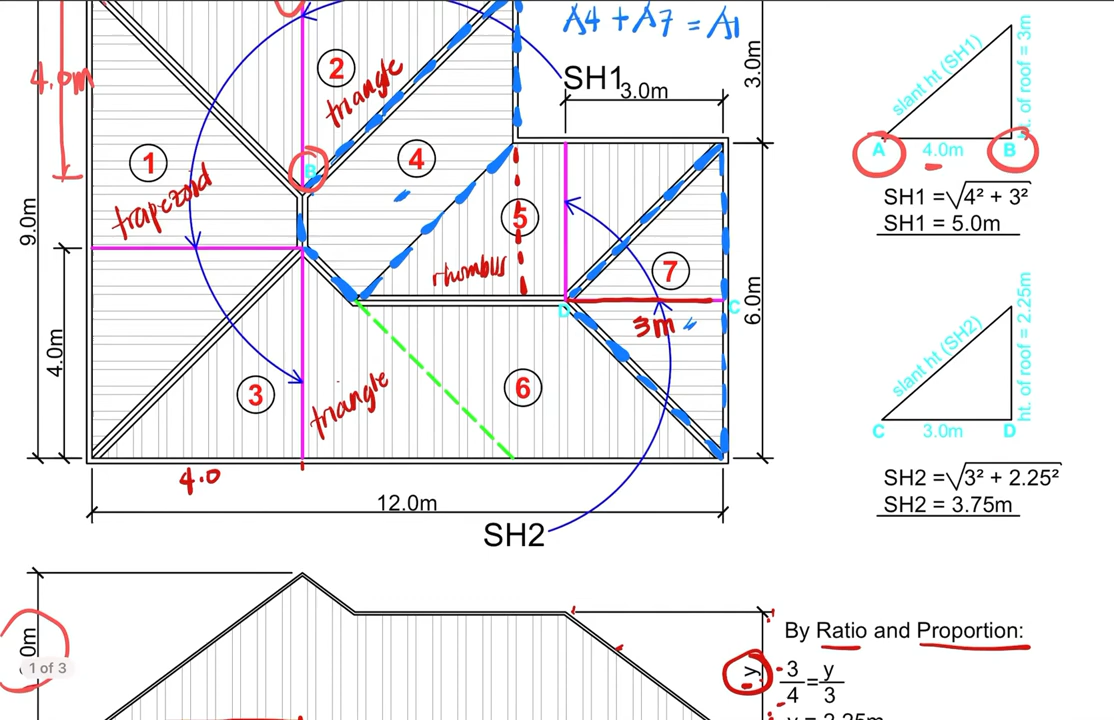 A4 + A7 = A1
4.0m
2
triangle
SH1
3.0m
3.0m
slant ht (SH1)
ht. of roof = 3m
A
4.0m
B
SH1 =√4² + 3²
SH1 = 5.0m
1
trapezoid
B
4
9.0m
5
rhombus
7
D
C
3m
6.0m
4.0m
3
triangle
6
4.0
12.0m
SH2
slant ht (SH2)
ht. of roof = 2.25m
C
3.0m
D
SH2 =√3² + 2.25²
SH2 = 3.75m
0m
1 of 3
y
By Ratio and Proportion:
3/4 = y/3
y = 2.25m